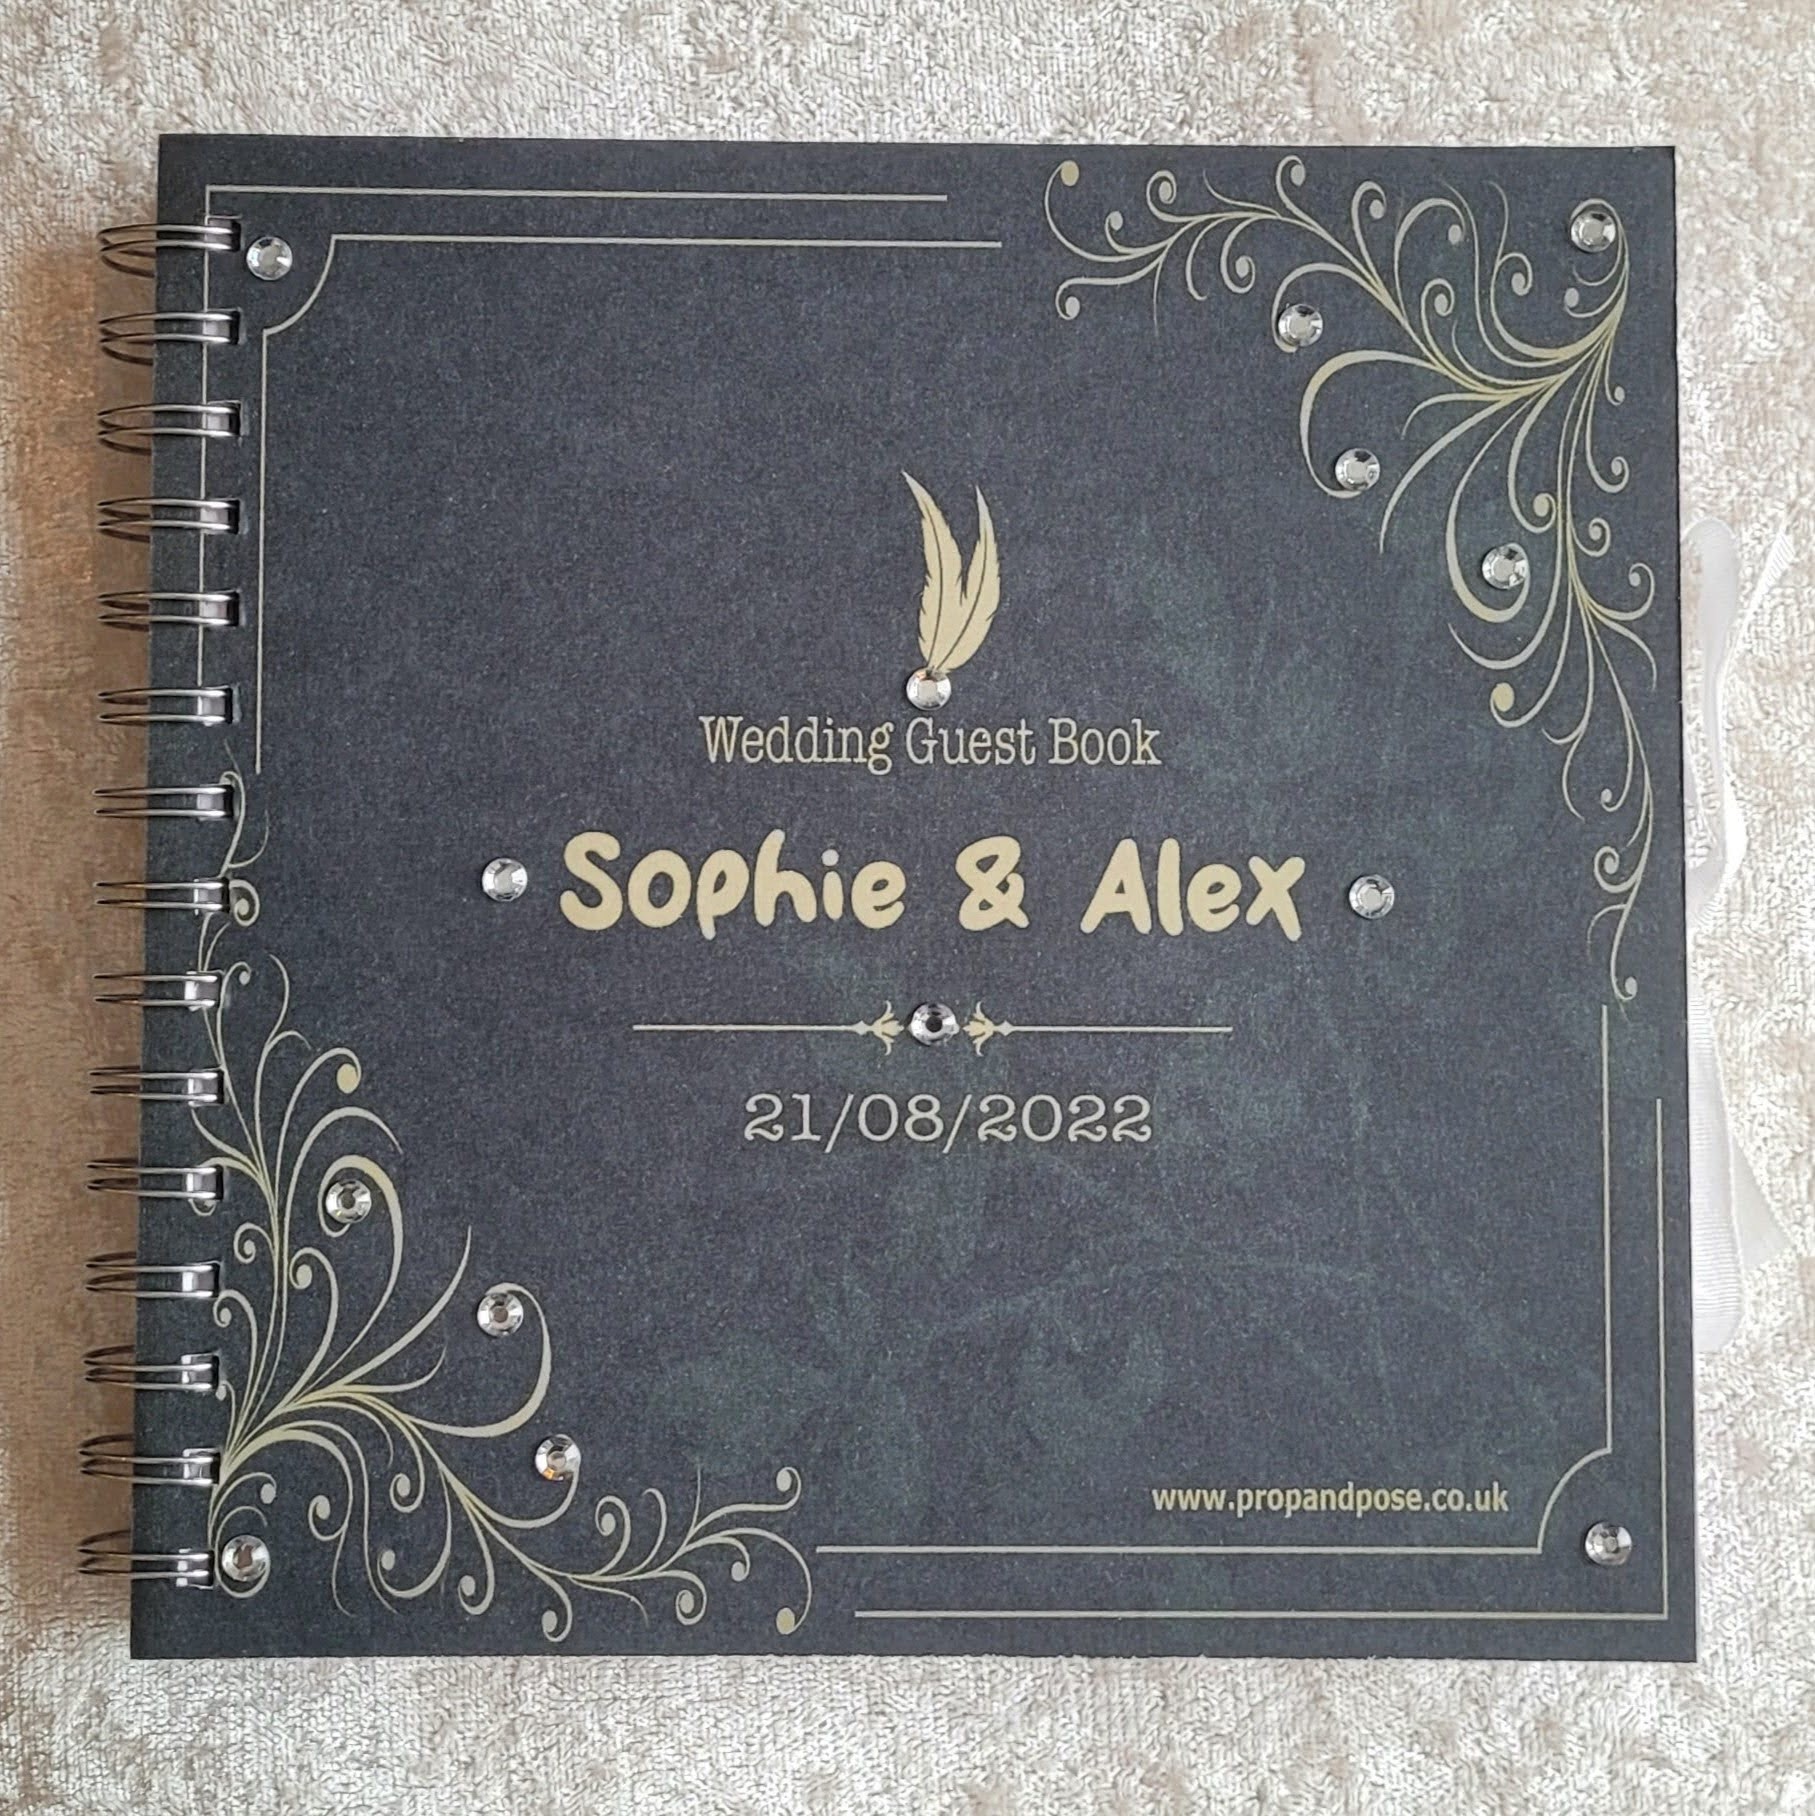 Wedding Guest Book
Sophie & Alex
21/08/2022
www.propandpose.co.uk